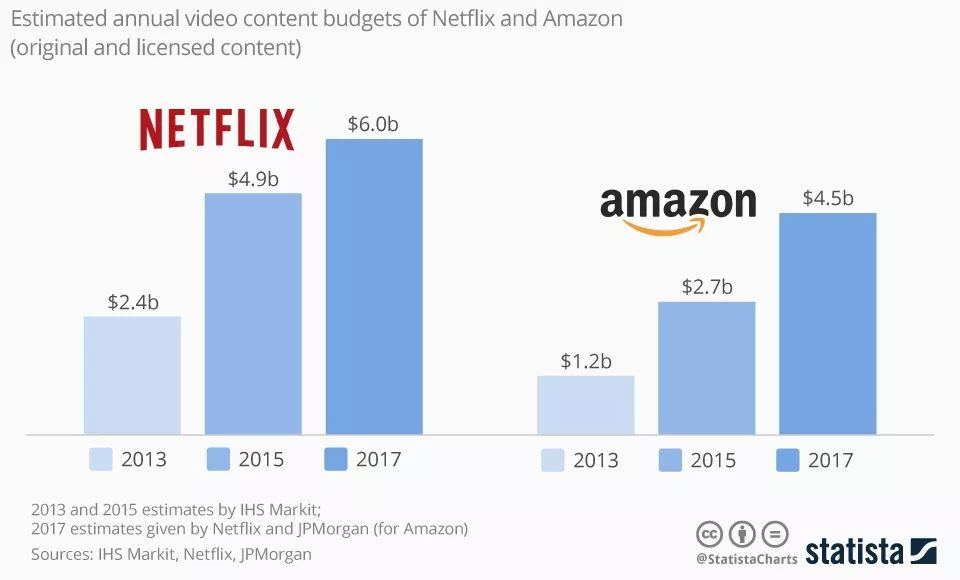 Estimated annual video content budgets of Netflix and Amazon
(original and licensed content)
NETFLIX
$2.4b
$4.9b
$6.0b
amazon
$1.2b
$2.7b
$4.5b
2013 2015 2017
2013 2015 2017
2013 and 2015 estimates by IHS Markit;
2017 estimates given by Netflix and JPMorgan (for Amazon)
Sources: IHS Markit, Netflix, JPMorgan
cc
@StatistaCharts
statista